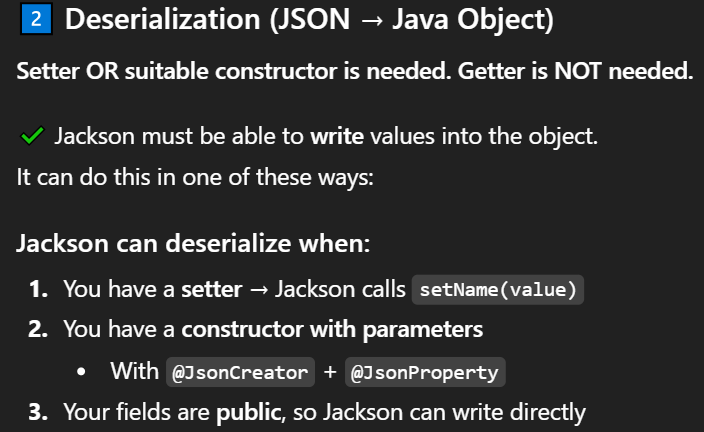 2 Deserialization (JSON → Java Object)
Setter OR suitable constructor is needed. Getter is NOT needed.
✓ Jackson must be able to write values into the object.
It can do this in one of these ways:
Jackson can deserialize when:
1. You have a setter → Jackson calls setName(value)
2. You have a constructor with parameters
• With @JsonCreator + @JsonProperty
3. Your fields are public, so Jackson can write directly